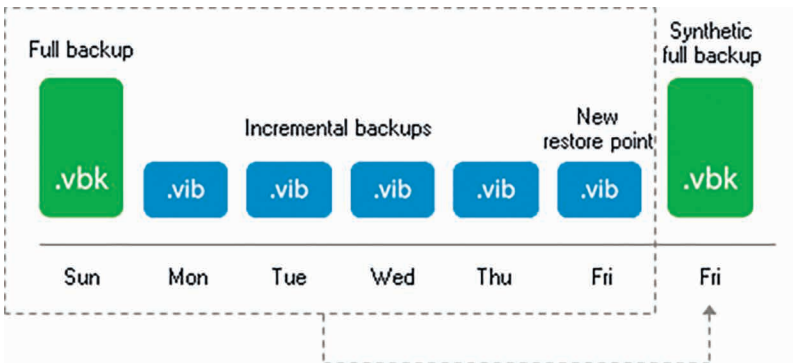 Synthetic
full backup
Full backup
New
restore point
Incremental backups
.vbk
.vib
.vib
.vib
.vib
.vib
.vbk
Sun
Mon
Tue
Wed
Thu
Fri
Fri